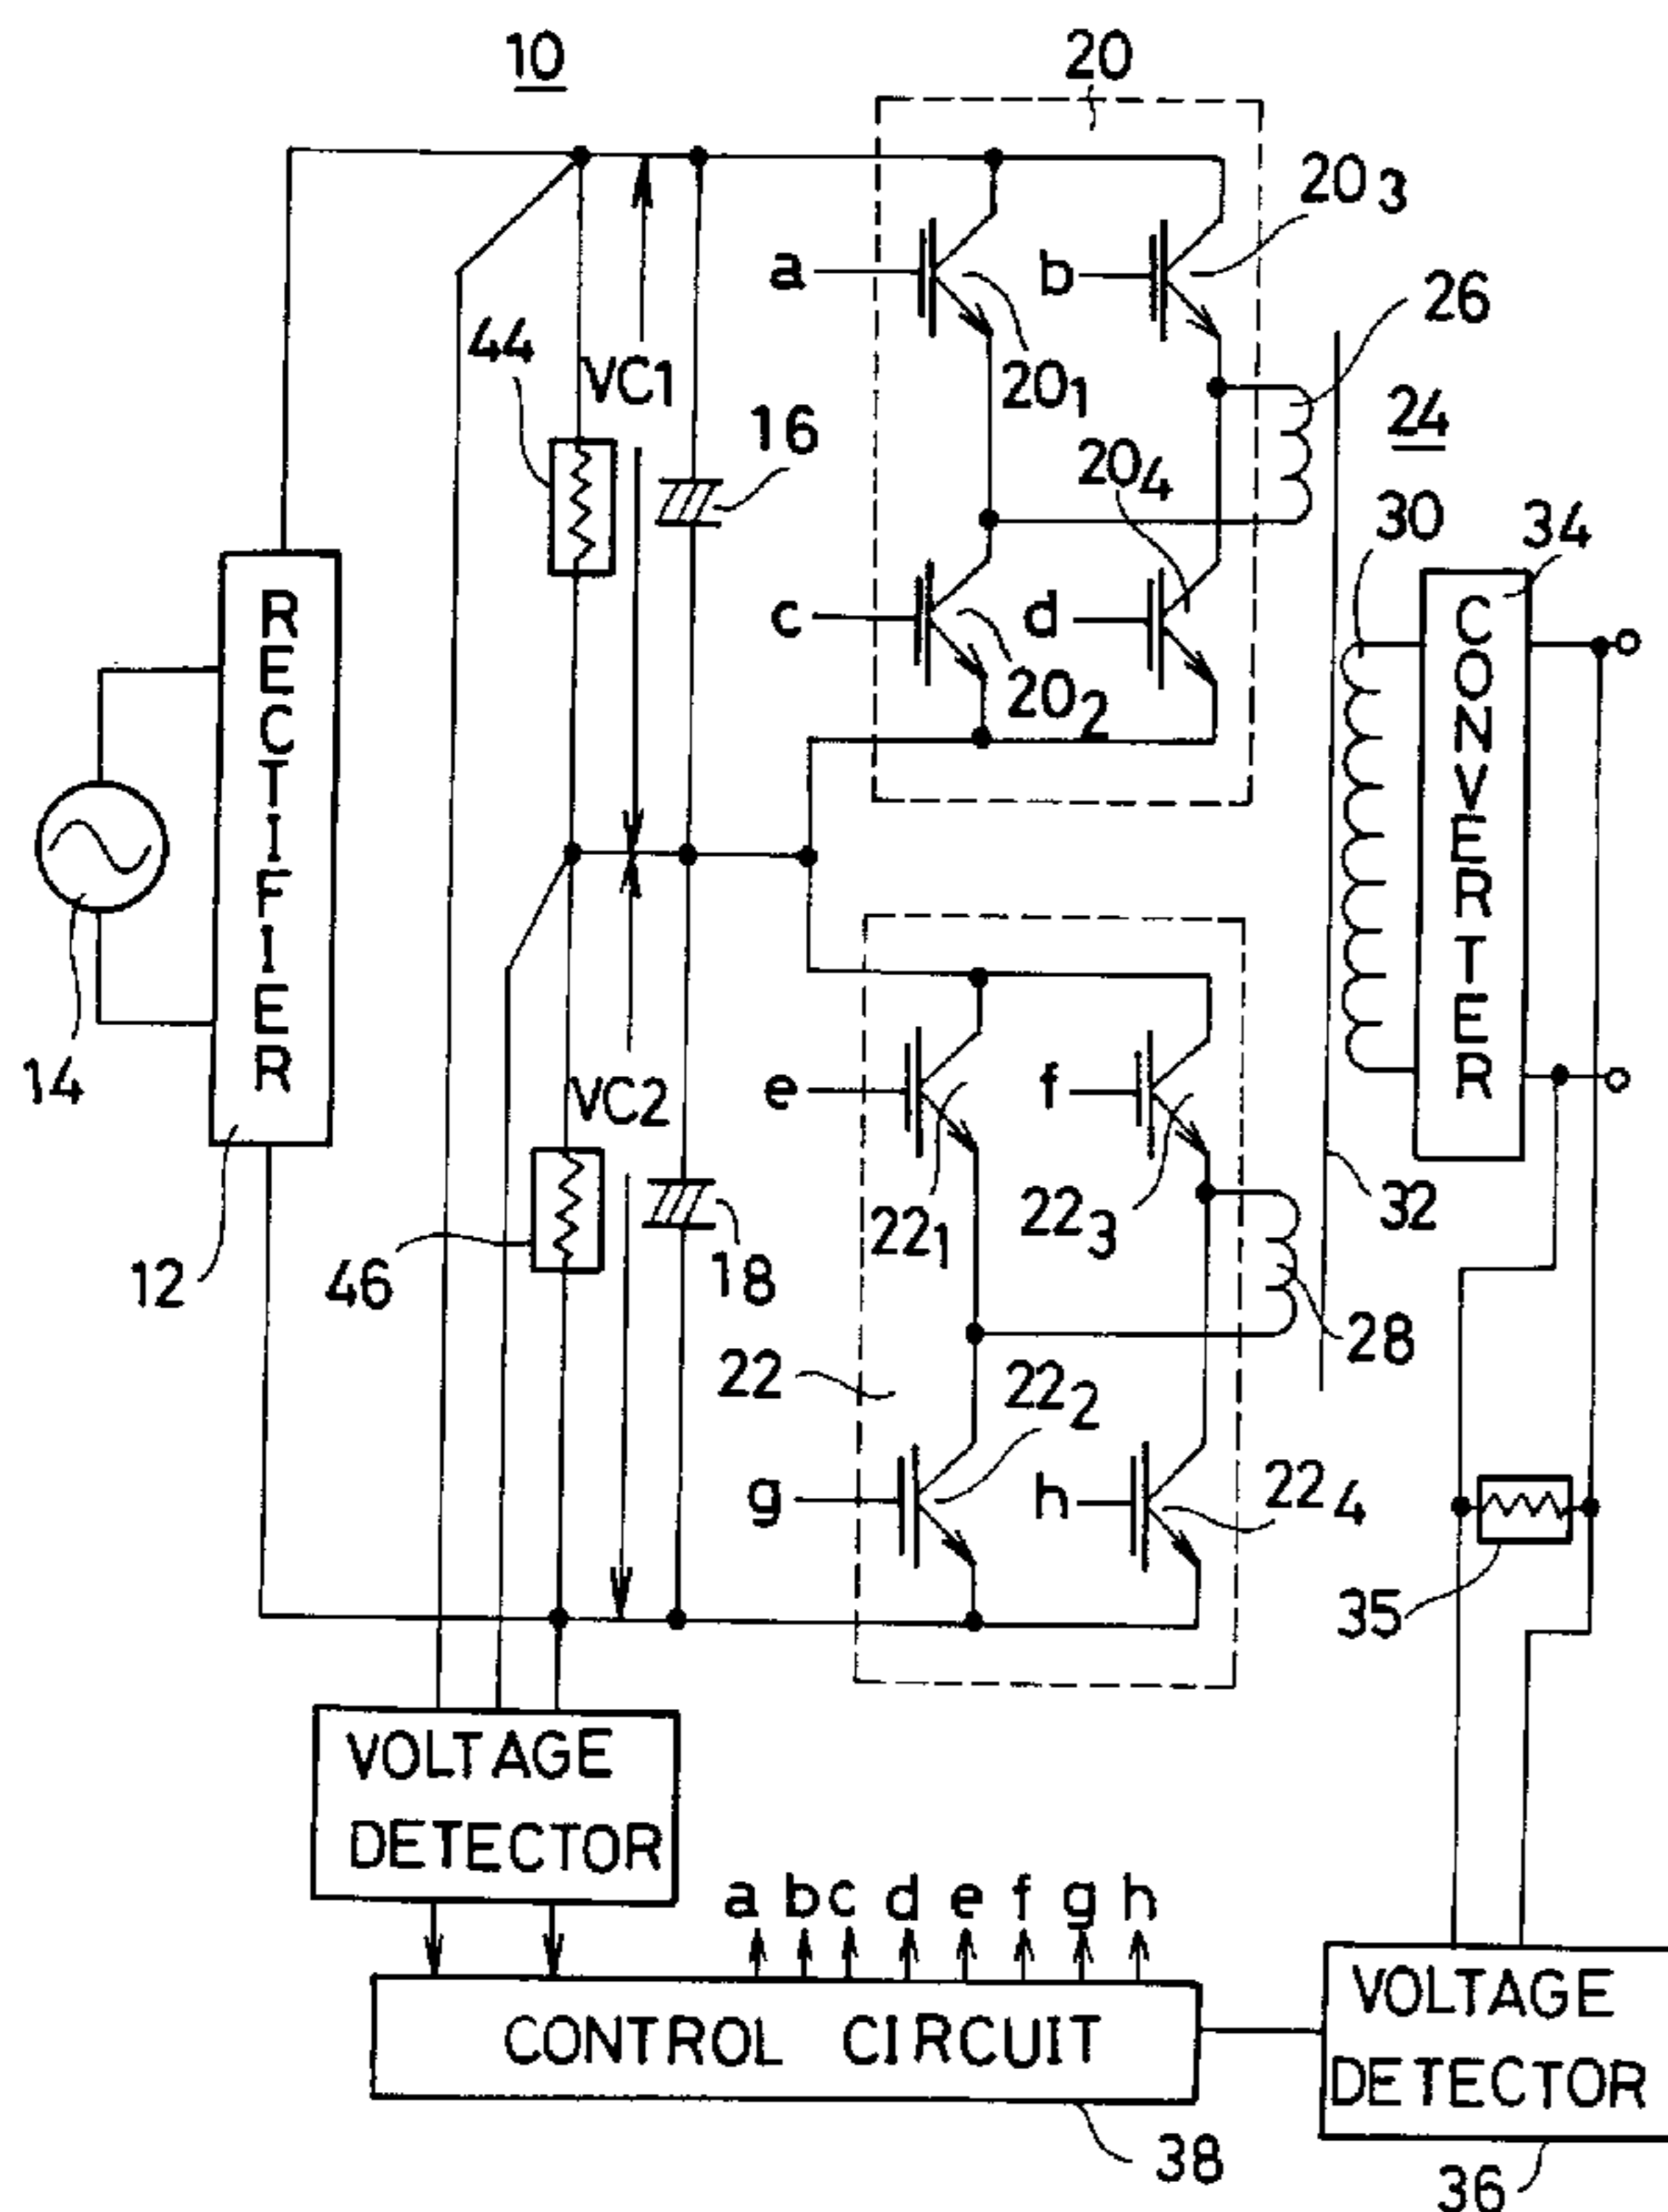 10
20
20 3
a
b
26
44
VC1
20 1
24
16
20 4
30
34
RECTIFIER
CONVERTER
c
d
20 2
14
e
f
VC2
22 1
22 3
32
12
46
18
28
22
22 2
g
h
22 4
35
VOLTAGE
DETECTOR
a b c d e f g h
CONTROL CIRCUIT
VOLTAGE
DETECTOR
38
36